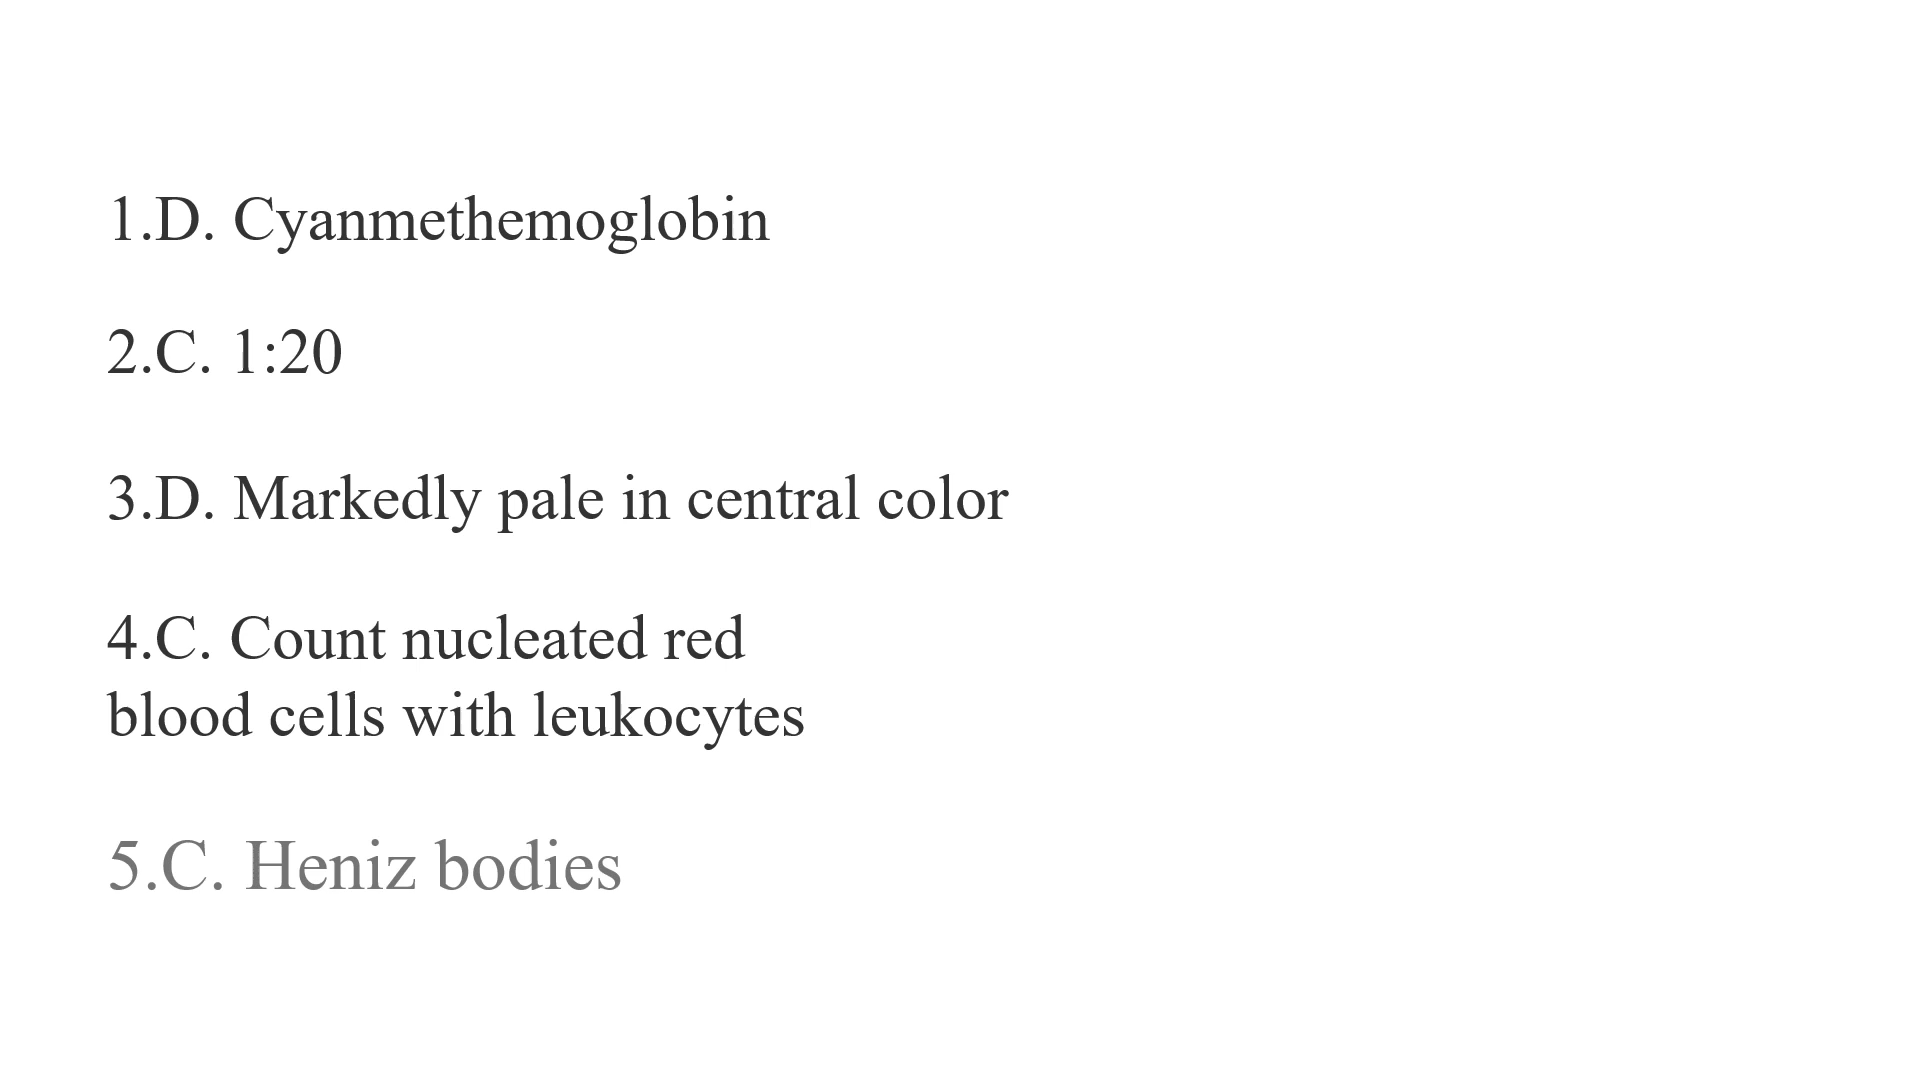 1.D. Cyanmethemoglobin
2.C. 1:20
3.D. Markedly pale in central color
4.C. Count nucleated red
blood cells with leukocytes
5.C. Heniz bodies